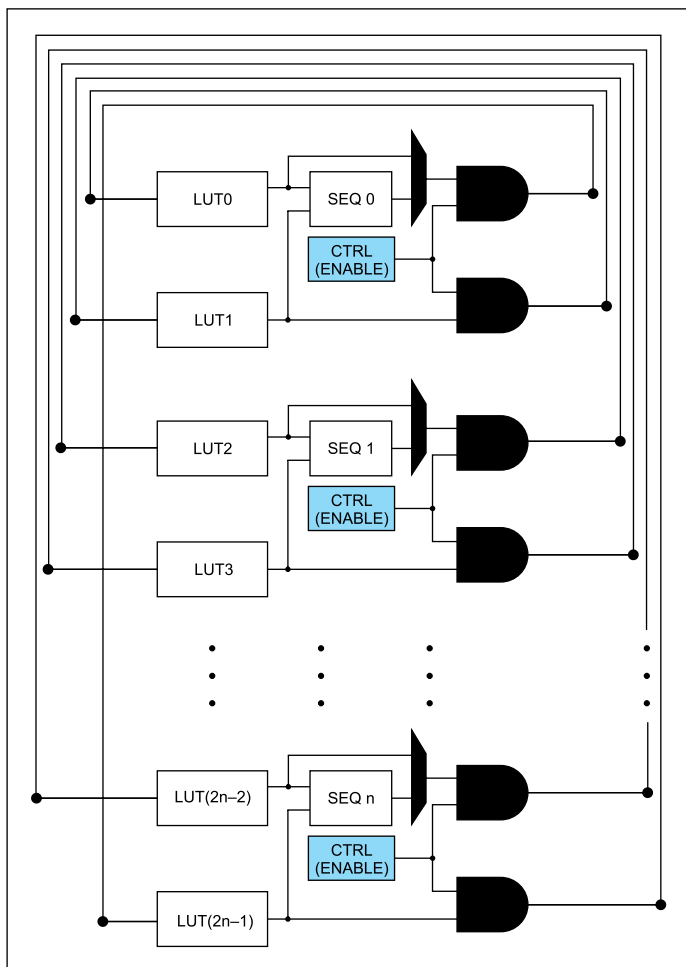 LUT0
SEQ 0
CTRL
(ENABLE)
LUT1
LUT2
SEQ 1
CTRL
(ENABLE)
LUT3
LUT(2n–2)
SEQ n
CTRL
(ENABLE)
LUT(2n–1)